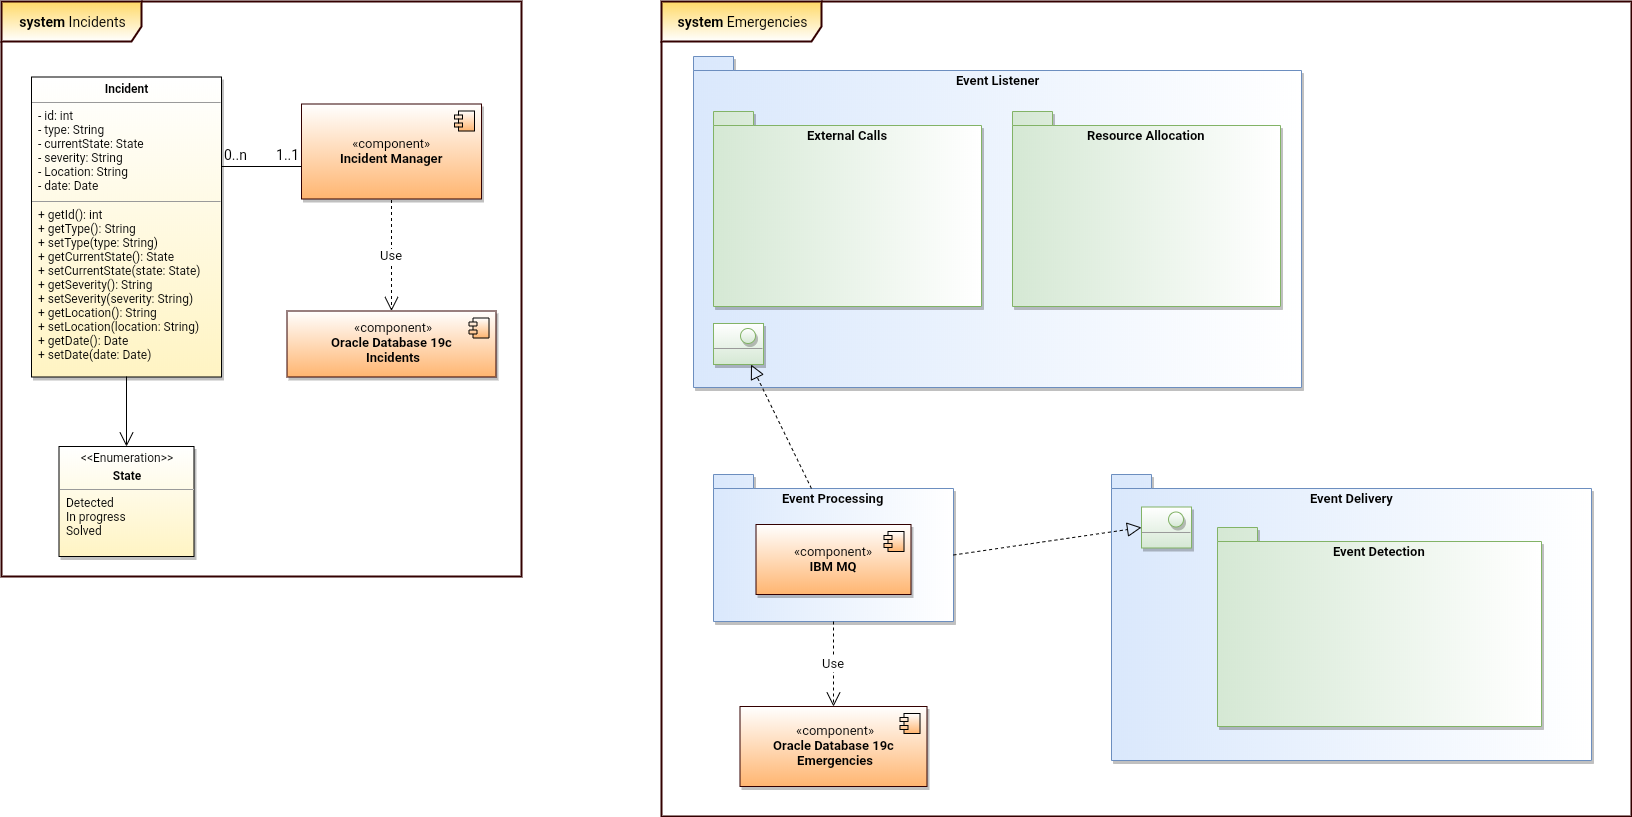 system Incidents
Incident
- id: int
- type: String
- currentState: State
- severity: String
- Location: String
- date: Date
+ getId(): int
+ getType(): String
+ setType(type: String)
+ getCurrentState(): State
+ setCurrentState(state: State)
+ getSeverity(): String
+ setSeverity(severity: String)
+ getLocation(): String
+ setLocation(location: String)
+ getDate(): Date
+ setDate(date: Date)
0..n
1..1
«component»
Incident Manager
Use
«component»
Oracle Database 19c
Incidents
<<Enumeration>>
State
Detected
In progress
Solved
system Emergencies
Event Listener
External Calls
Resource Allocation
Event Processing
«component»
IBM MQ
Use
«component»
Oracle Database 19c
Emergencies
Event Delivery
Event Detection